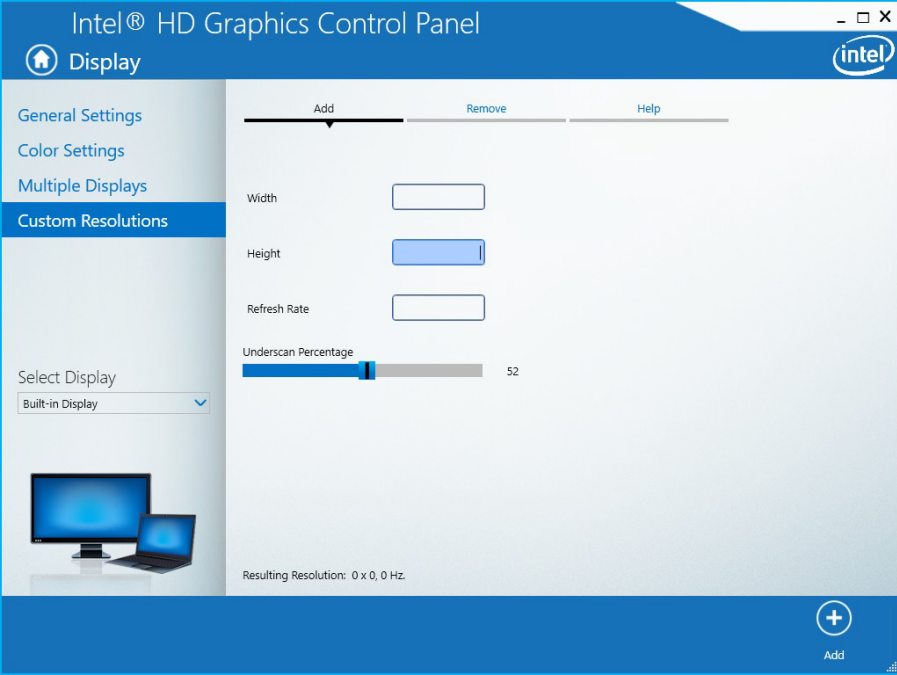 Intel® HD Graphics Control Panel
Display
intel
General Settings
Color Settings
Multiple Displays
Custom Resolutions
Select Display
Built-in Display
Add
Remove
Help
Width
Height
Refresh Rate
Underscan Percentage
52
Resulting Resolution: 0 x 0, 0 Hz.
Add